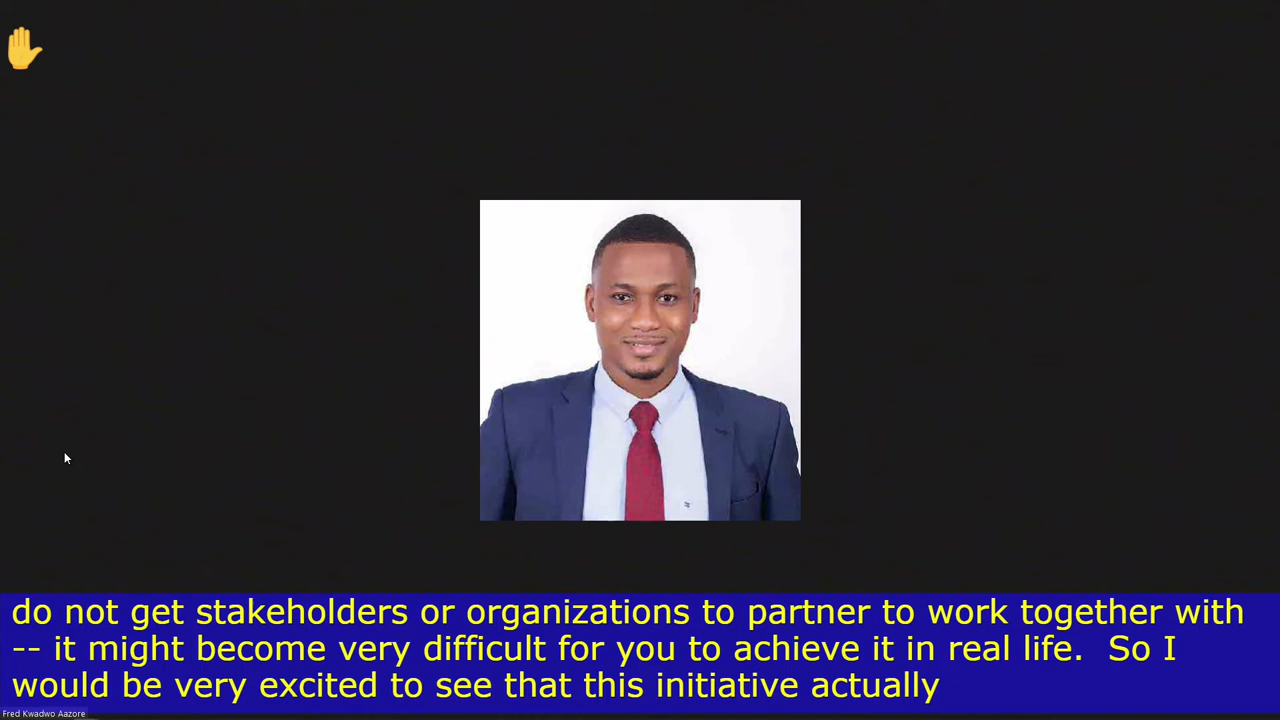 do not get stakeholders or organizations to partner to work together with
-- it might become very difficult for you to achieve it in real life.  So I
would be very excited to see that this initiative actually
Fred Kwadwo Aazore